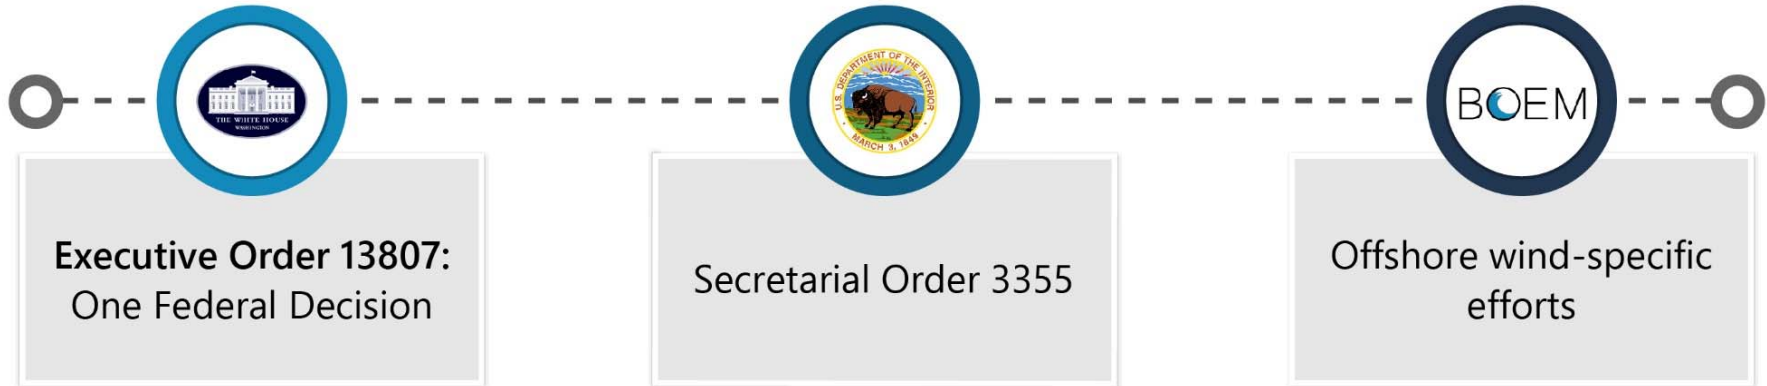 THE WHITE HOUSE
WASHINGTON
U.S. DEPARTMENT OF THE INTERIOR
MARCH 3, 1849
BOEM
Executive Order 13807:
One Federal Decision
Secretarial Order 3355
Offshore wind-specific
efforts